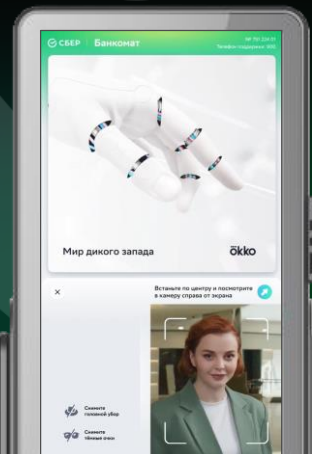 СБЕР Банкомат
Мир дикого запада
ōkko
Встаньте по центру и посмотрите
в камеру справа от экрана
Снимите
головной убор
Снимите
тёмные очки